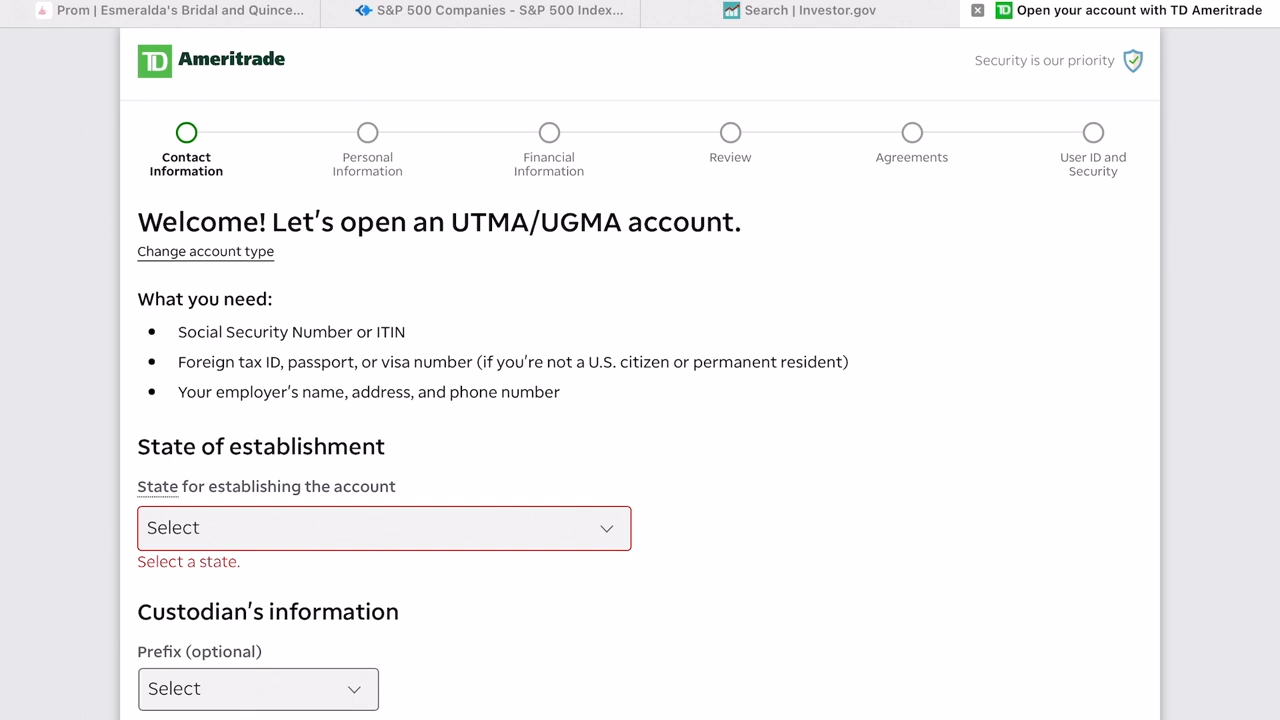 Prom | Esmeralda's Bridal and Quince...
S&P 500 Companies - S&P 500 Index...
Search | Investor.gov
Open your account with TD Ameritrade
TD Ameritrade
Security is our priority
Contact Information
Personal Information
Financial Information
Review
Agreements
User ID and Security
Welcome! Let's open an UTMA/UGMA account.
Change account type
What you need:
• Social Security Number or ITIN
• Foreign tax ID, passport, or visa number (if you're not a U.S. citizen or permanent resident)
• Your employer's name, address, and phone number
State of establishment
State for establishing the account
Select
Select a state.
Custodian's information
Prefix (optional)
Select